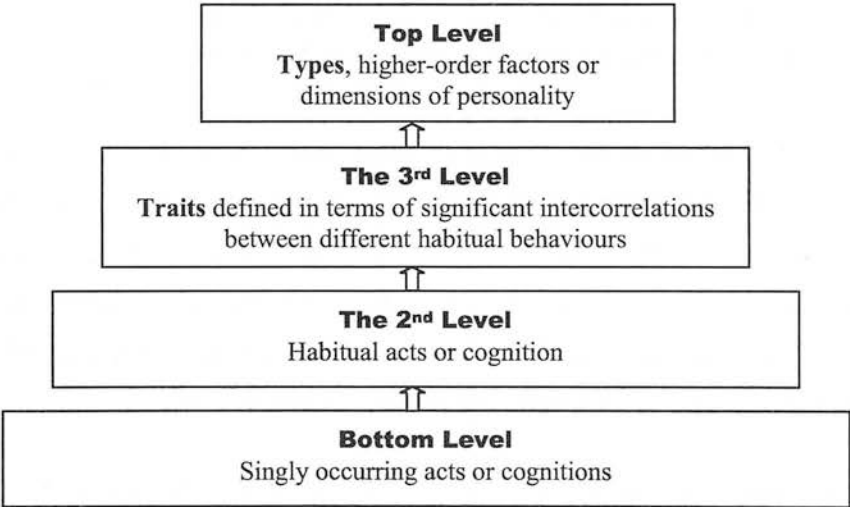 Top Level
Types, higher-order factors or
dimensions of personality
The 3rd Level
Traits defined in terms of significant intercorrelations
between different habitual behaviours
The 2nd Level
Habitual acts or cognition
Bottom Level
Singly occurring acts or cognitions